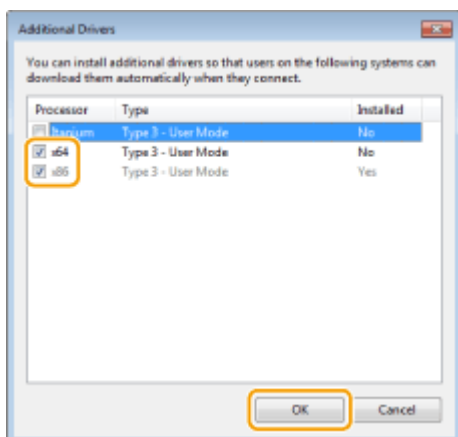 Additional Drivers
You can install additional drivers so that users on the following systems can
download them automatically when they connect.
Processor Type Installed
Itanium Type 3 - User Mode No
x64 Type 3 - User Mode No
x86 Type 3 - User Mode Yes
OK Cancel